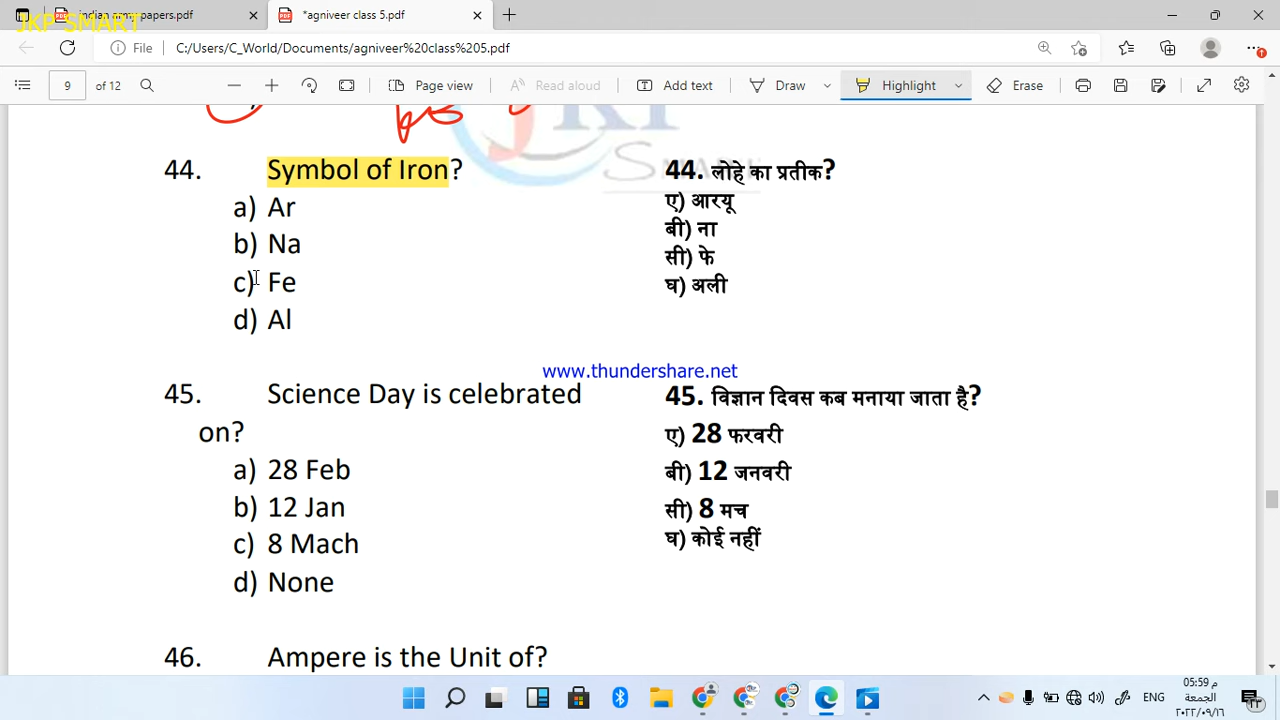 indian army papers.pdf
*agniveer class 5.pdf
JKP SMART
File C:/Users/C_World/Documents/agniveer%20class%205.pdf
9 of 12 Page view Read aloud Add text Draw Highlight Erase
44. Symbol of Iron?
a) Ar
b) Na
c) Fe
d) Al
44. लोहे का प्रतीक?
ए) आरयू
बी) ना
सी) फे
घ) अली
www.thundershare.net
45. Science Day is celebrated
on?
a) 28 Feb
b) 12 Jan
c) 8 Mach
d) None
45. विज्ञान दिवस कब मनाया जाता है?
ए) 28 फरवरी
बी) 12 जनवरी
सी) 8 मच
घ) कोई नहीं
46. Ampere is the Unit of?
ENG
05:59 م
الجمعة
٢٠٢٢/٠٩/١٦